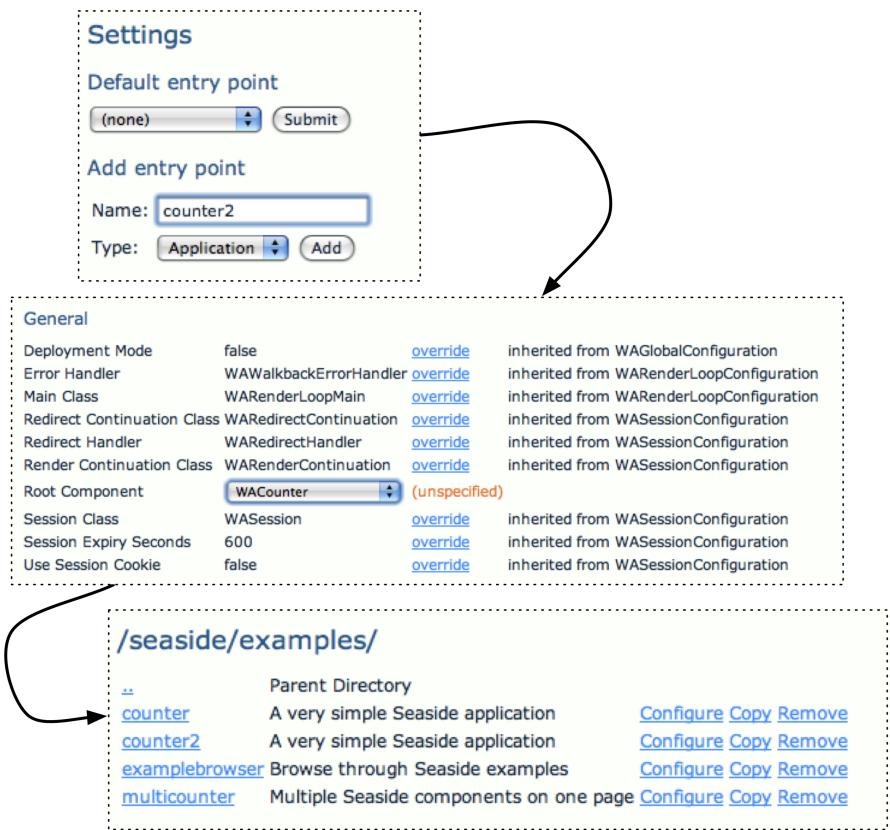 Settings
Default entry point
(none) Submit
Add entry point
Name: counter2
Type: Application Add
General
Deployment Mode false override inherited from WAGlobalConfiguration
Error Handler WAWalkbackErrorHandler override inherited from WARenderLoopConfiguration
Main Class WARenderLoopMain override inherited from WARenderLoopConfiguration
Redirect Continuation Class WARedirectContinuation override inherited from WASessionConfiguration
Redirect Handler WARedirectHandler override inherited from WASessionConfiguration
Render Continuation Class WARenderContinuation override inherited from WASessionConfiguration
Root Component WACounter (unspecified)
Session Class WASession override inherited from WASessionConfiguration
Session Expiry Seconds 600 override inherited from WASessionConfiguration
Use Session Cookie false override inherited from WASessionConfiguration
/seaside/examples/
.. Parent Directory
counter A very simple Seaside application Configure Copy Remove
counter2 A very simple Seaside application Configure Copy Remove
examplebrowser Browse through Seaside examples Configure Copy Remove
multicounter Multiple Seaside components on one page Configure Copy Remove